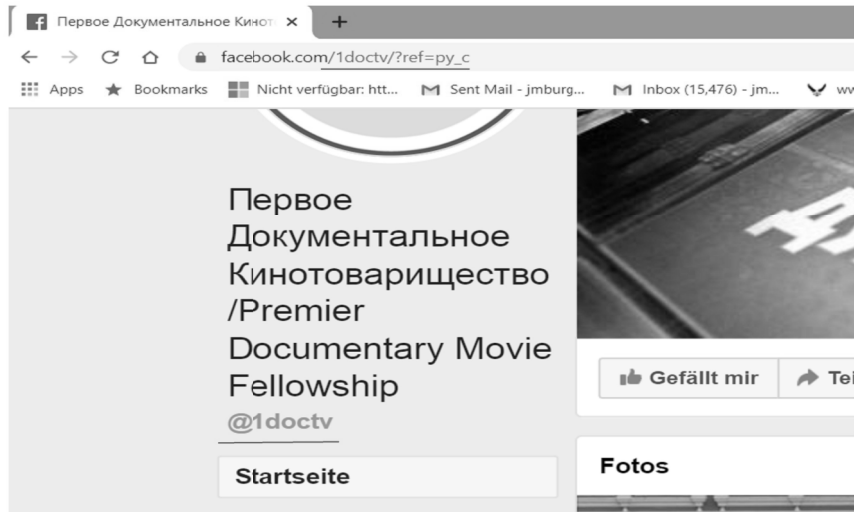 Первое Документальное Кинот
facebook.com/1doctv/?ref=py_c
Apps Bookmarks Nicht verfügbar: htt... Sent Mail - jmburg... Inbox (15,476) - jm...
Первое
Документальное
Кинотоварищество
/Premier
Documentary Movie
Fellowship
@1doctv
Gefällt mir
Startseite
Fotos